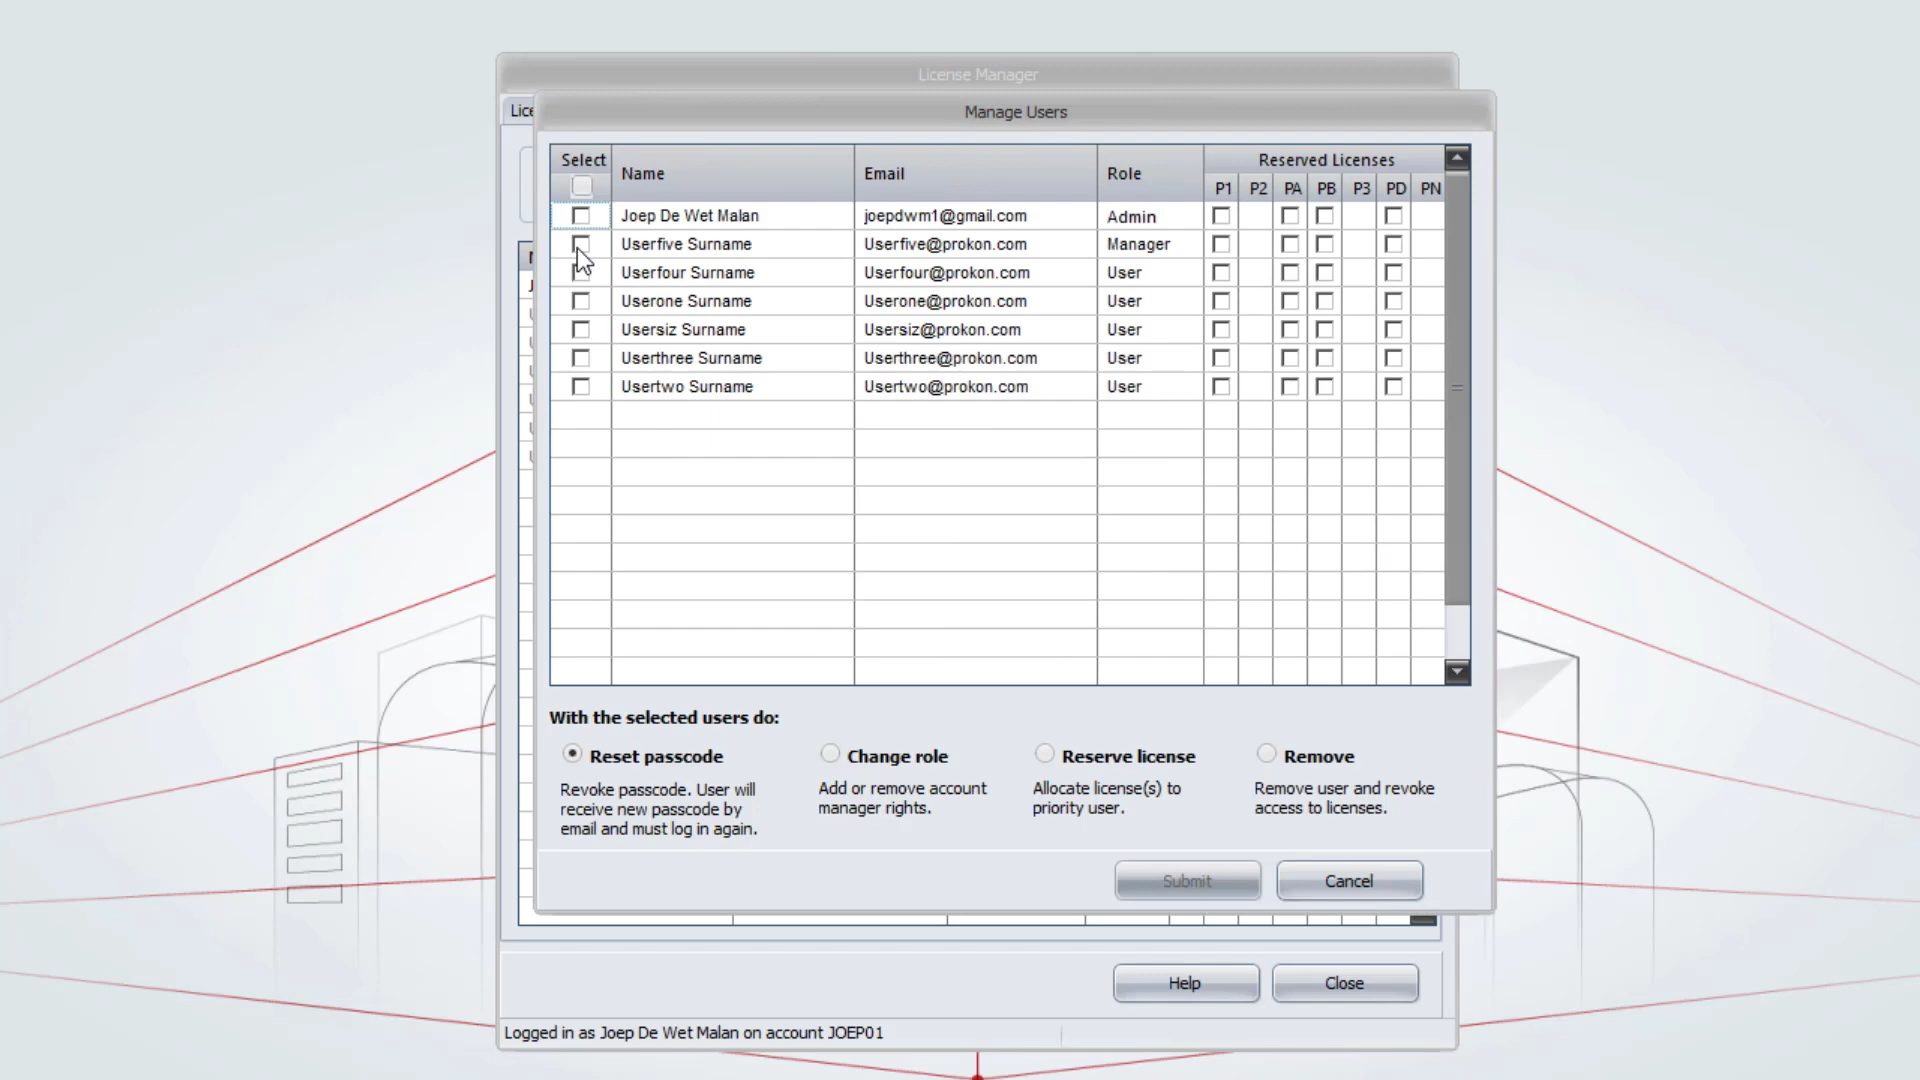 License Manager
Lice
Manage Users
Select Name Email Role Reserved Licenses
P1 P2 PA PB P3 PD PN
Joep De Wet Malan joepdwm1@gmail.com Admin
Userfive Surname Userfive@prokon.com Manager
Userfour Surname Userfour@prokon.com User
Userone Surname Userone@prokon.com User
Usersiz Surname Usersiz@prokon.com User
Userthree Surname Userthree@prokon.com User
Usertwo Surname Usertwo@prokon.com User
With the selected users do:
Reset passcode
Revoke passcode. User will
receive new passcode by
email and must log in again.
Change role
Add or remove account
manager rights.
Reserve license
Allocate license(s) to
priority user.
Remove
Remove user and revoke
access to licenses.
Submit Cancel
Help Close
Logged in as Joep De Wet Malan on account JOEP01